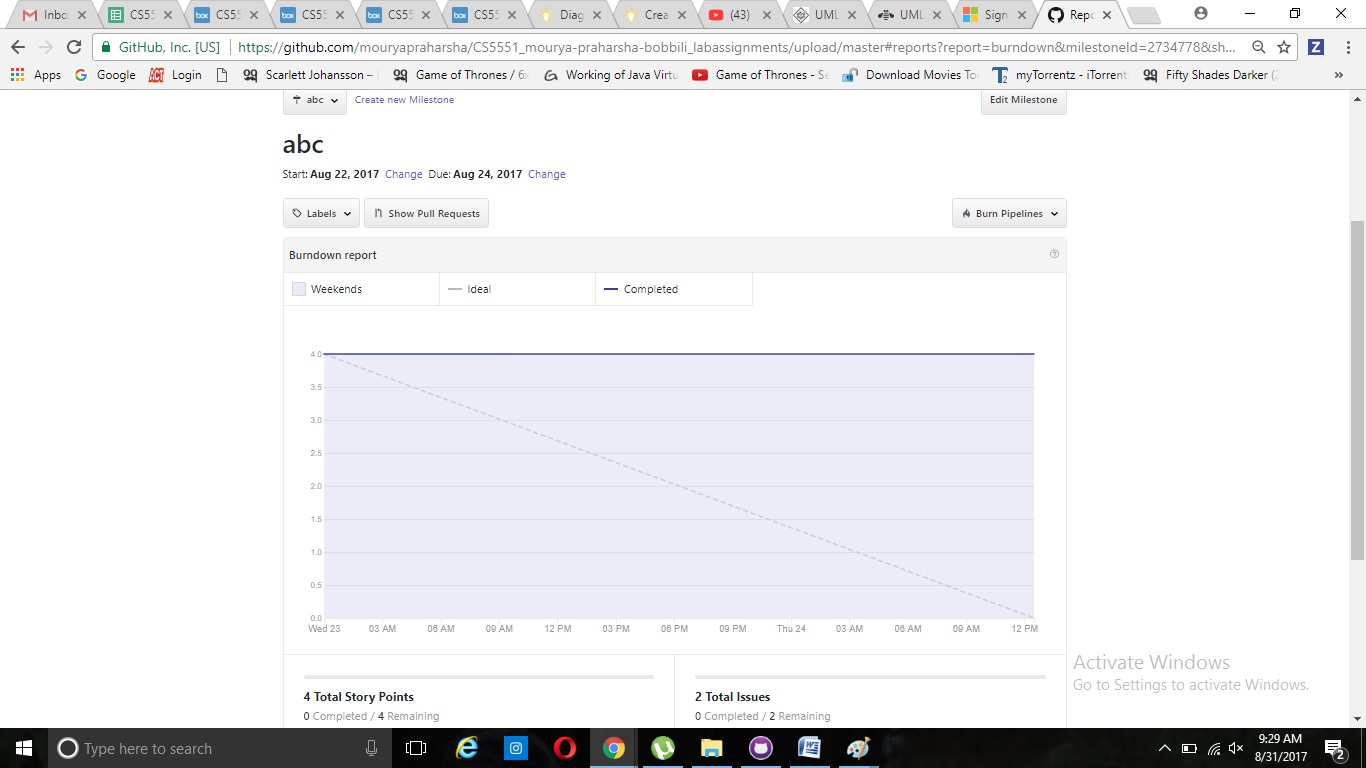 Inbo CS55 CS55 CS55 CS55 CS55 Diag Crea (43) UML UML Sign Repo
GitHub, Inc. [US] https://github.com/mouryapraharsha/CS5551_mourya-praharsha-bobbili_labassignments/upload/master#reports?report=burndown&milestoneId=2734778&sh...
Apps Google Login Scarlett Johansson – Game of Thrones / 6 Working of Java Virtu Game of Thrones - Se Download Movies To myTorrentz - iTorrent Fifty Shades Darker »
abc Create new Milestone Edit Milestone
abc
Start: Aug 22, 2017 Change Due: Aug 24, 2017 Change
Labels Show Pull Requests Burn Pipelines
Burndown report
Weekends Ideal Completed
4.0
3.5
3.0
2.5
2.0
1.5
1.0
0.5
0.0
Wed 23 03 AM 06 AM 09 AM 12 PM 03 PM 06 PM 09 PM Thu 24 03 AM 06 AM 09 AM 12 PM
4 Total Story Points 2 Total Issues
0 Completed / 4 Remaining 0 Completed / 2 Remaining
Activate Windows
Go to Settings to activate Windows.
Type here to search
9:29 AM
8/31/2017
2